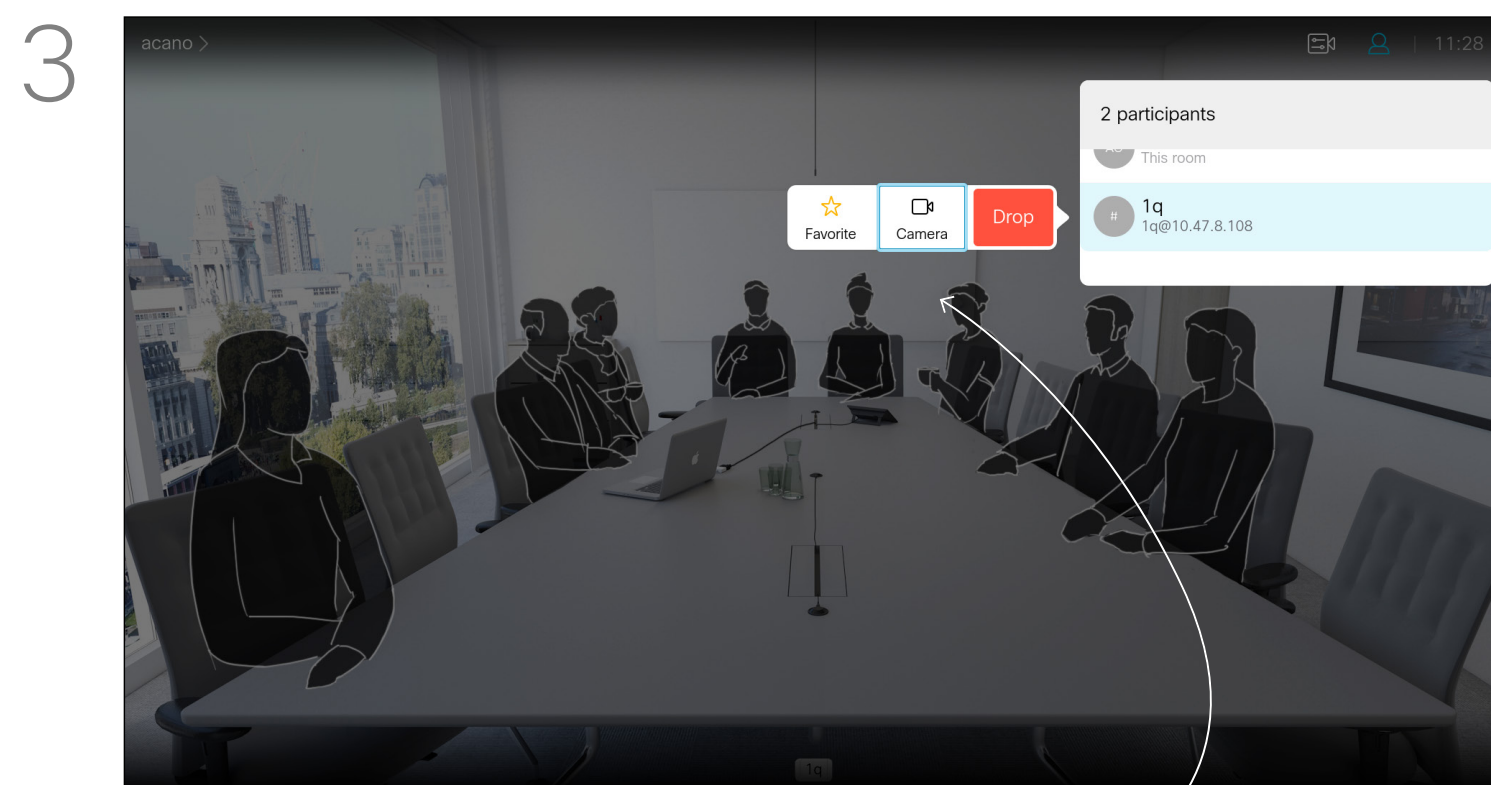 3
acano >
11:28
2 participants
This room
1q
1q@10.47.8.108
#
Favorite
Camera
Drop
1q